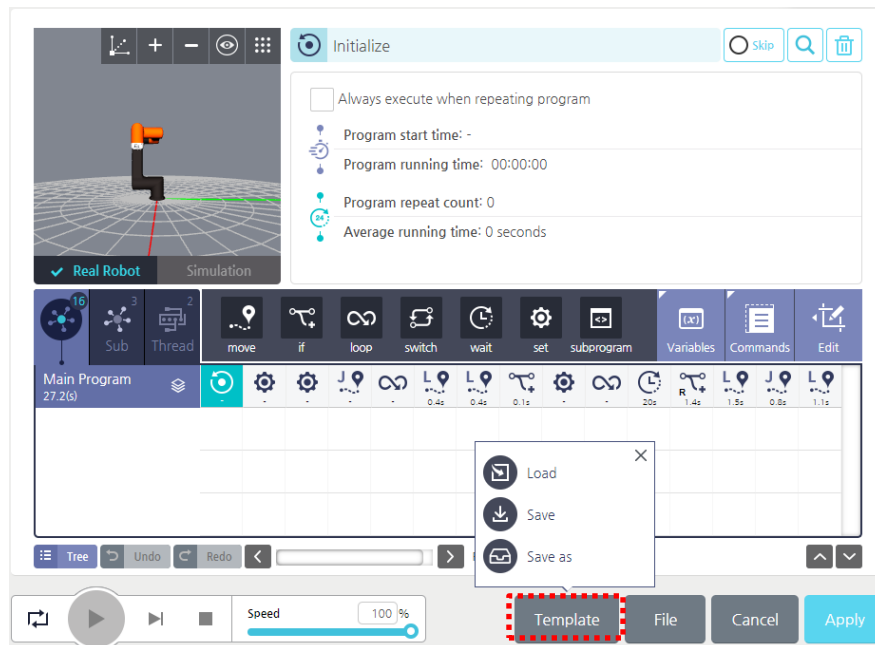 Initialize
Skip
Always execute when repeating program
Program start time: -
Program running time: 00:00:00
Program repeat count: 0
24
Average running time: 0 seconds
Real Robot
Simulation
16
3
2
Sub
Thread
move
if
loop
switch
wait
set
subprogram
(x)
Variables
Commands
Edit
Main Program
27.2(s)
J
L
L
R
L
J
L
- - - - - 0.4s 0.4s 0.1s - - 20s 1.4s 1.5s 0.8s 1.1s
Load
Save
Save as
Tree
Undo
Redo
Speed
100 %
Template
File
Cancel
Apply